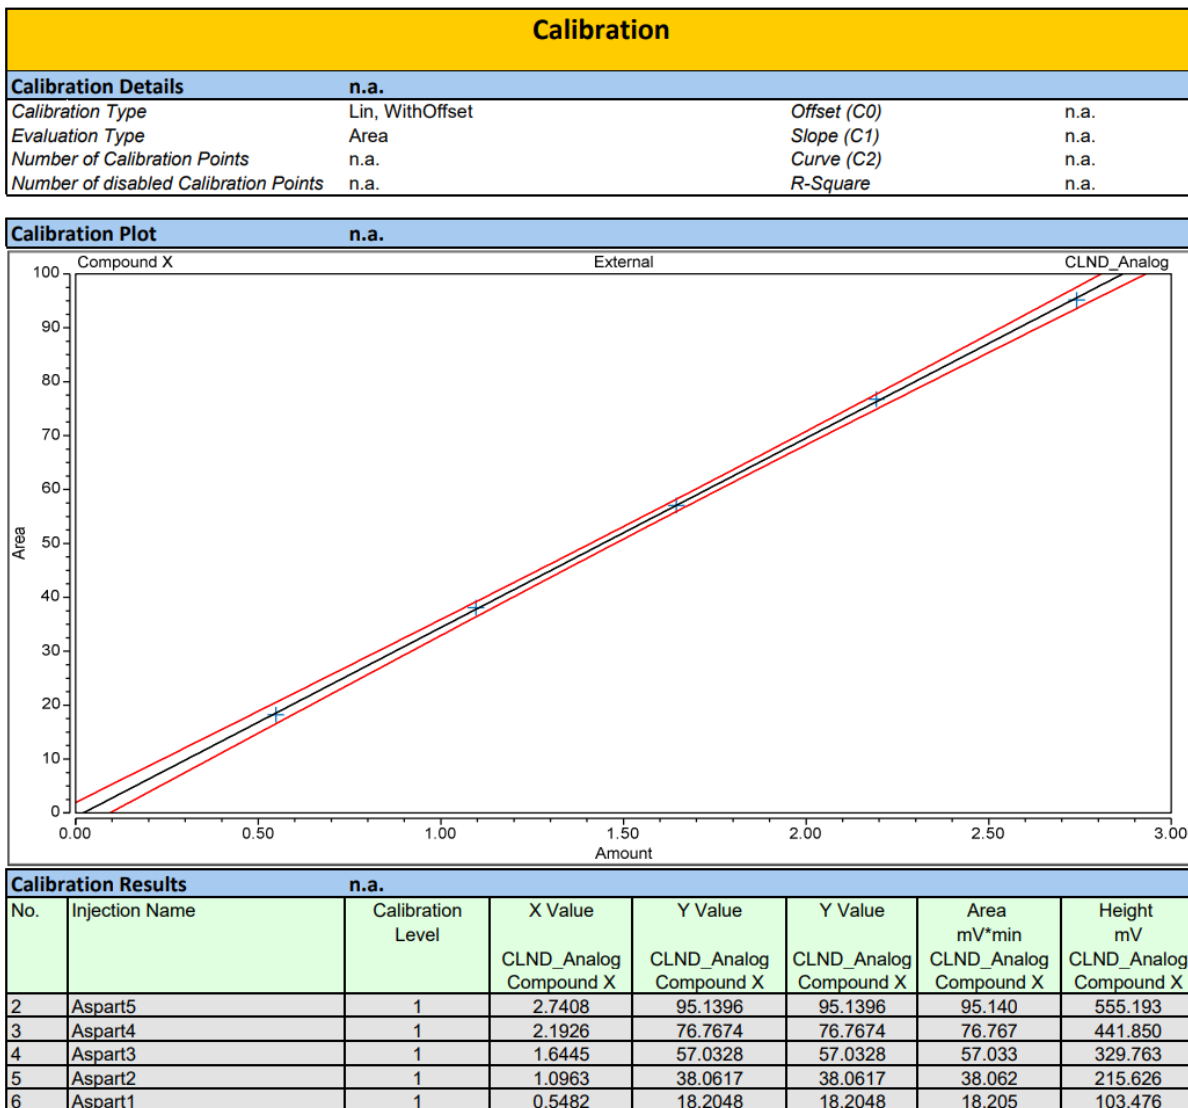 Calibration
Calibration Details n.a.
Calibration Type Lin, WithOffset Offset (C0) n.a.
Evaluation Type Area Slope (C1) n.a.
Number of Calibration Points n.a. Curve (C2) n.a.
Number of disabled Calibration Points n.a. R-Square n.a.
Calibration Plot n.a.
Compound X External CLND_Analog
100
90
80
70
60
50
40
30
20
10
0
Area
0.00 0.50 1.00 1.50 2.00 2.50 3.00
Amount
Calibration Results n.a.
No. Injection Name Calibration X Value Y Value Y Value Area Height
Level mV*min mV
CLND_Analog CLND_Analog CLND_Analog CLND_Analog CLND_Analog
Compound X Compound X Compound X Compound X Compound X
2 Aspart5 1 2.7408 95.1396 95.1396 95.140 555.193
3 Aspart4 1 2.1926 76.7674 76.7674 76.767 441.850
4 Aspart3 1 1.6445 57.0328 57.0328 57.033 329.763
5 Aspart2 1 1.0963 38.0617 38.0617 38.062 215.626
6 Aspart1 1 0.5482 18.2048 18.2048 18.205 103.476